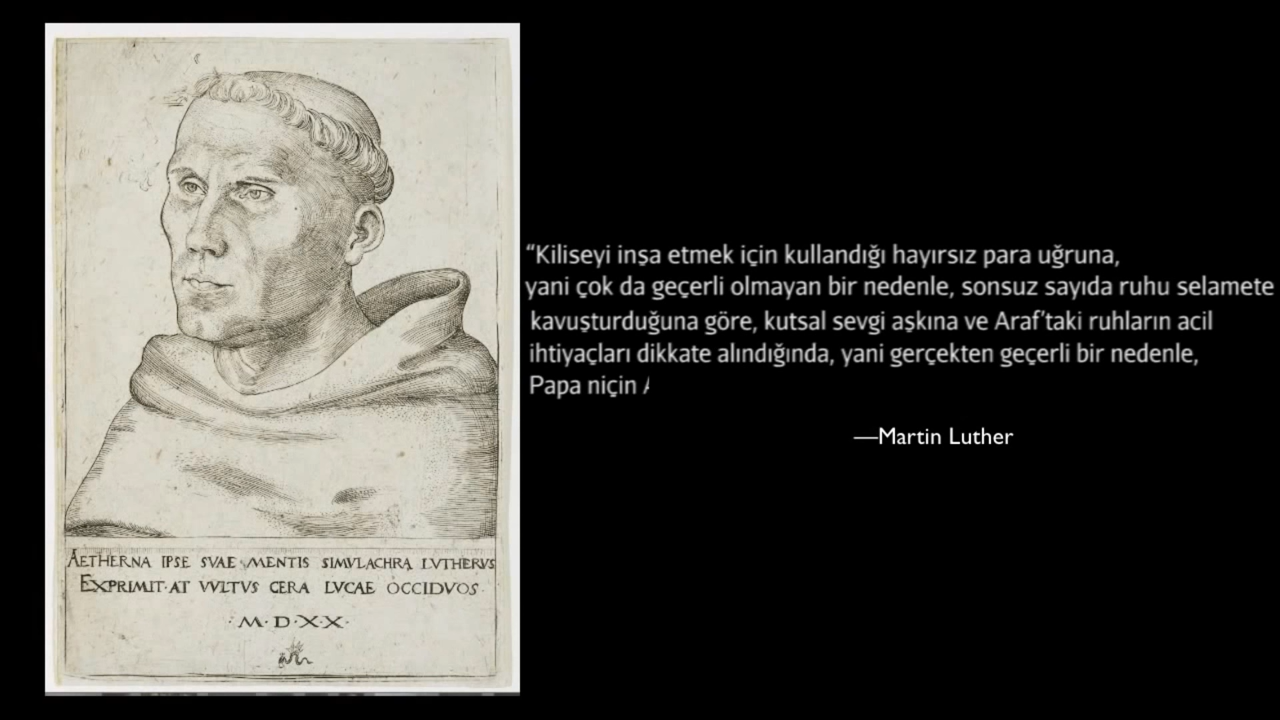 AETHERNA IPSE SVAE MENTIS SIMVLACHRA LVTHERVS
EXPRIMIT·AT VVLTVS CERA LVCAE OCCIDVOS·
·M·D·X·X·
“Kiliseyi inşa etmek için kullandığı hayırsız para uğruna,
yani çok da geçerli olmayan bir nedenle, sonsuz sayıda ruhu selamete
kavuşturduğuna göre, kutsal sevgi aşkına ve Araf’taki ruhların acil
ihtiyaçları dikkate alındığında, yani gerçekten geçerli bir nedenle,
Papa niçin
—Martin Luther